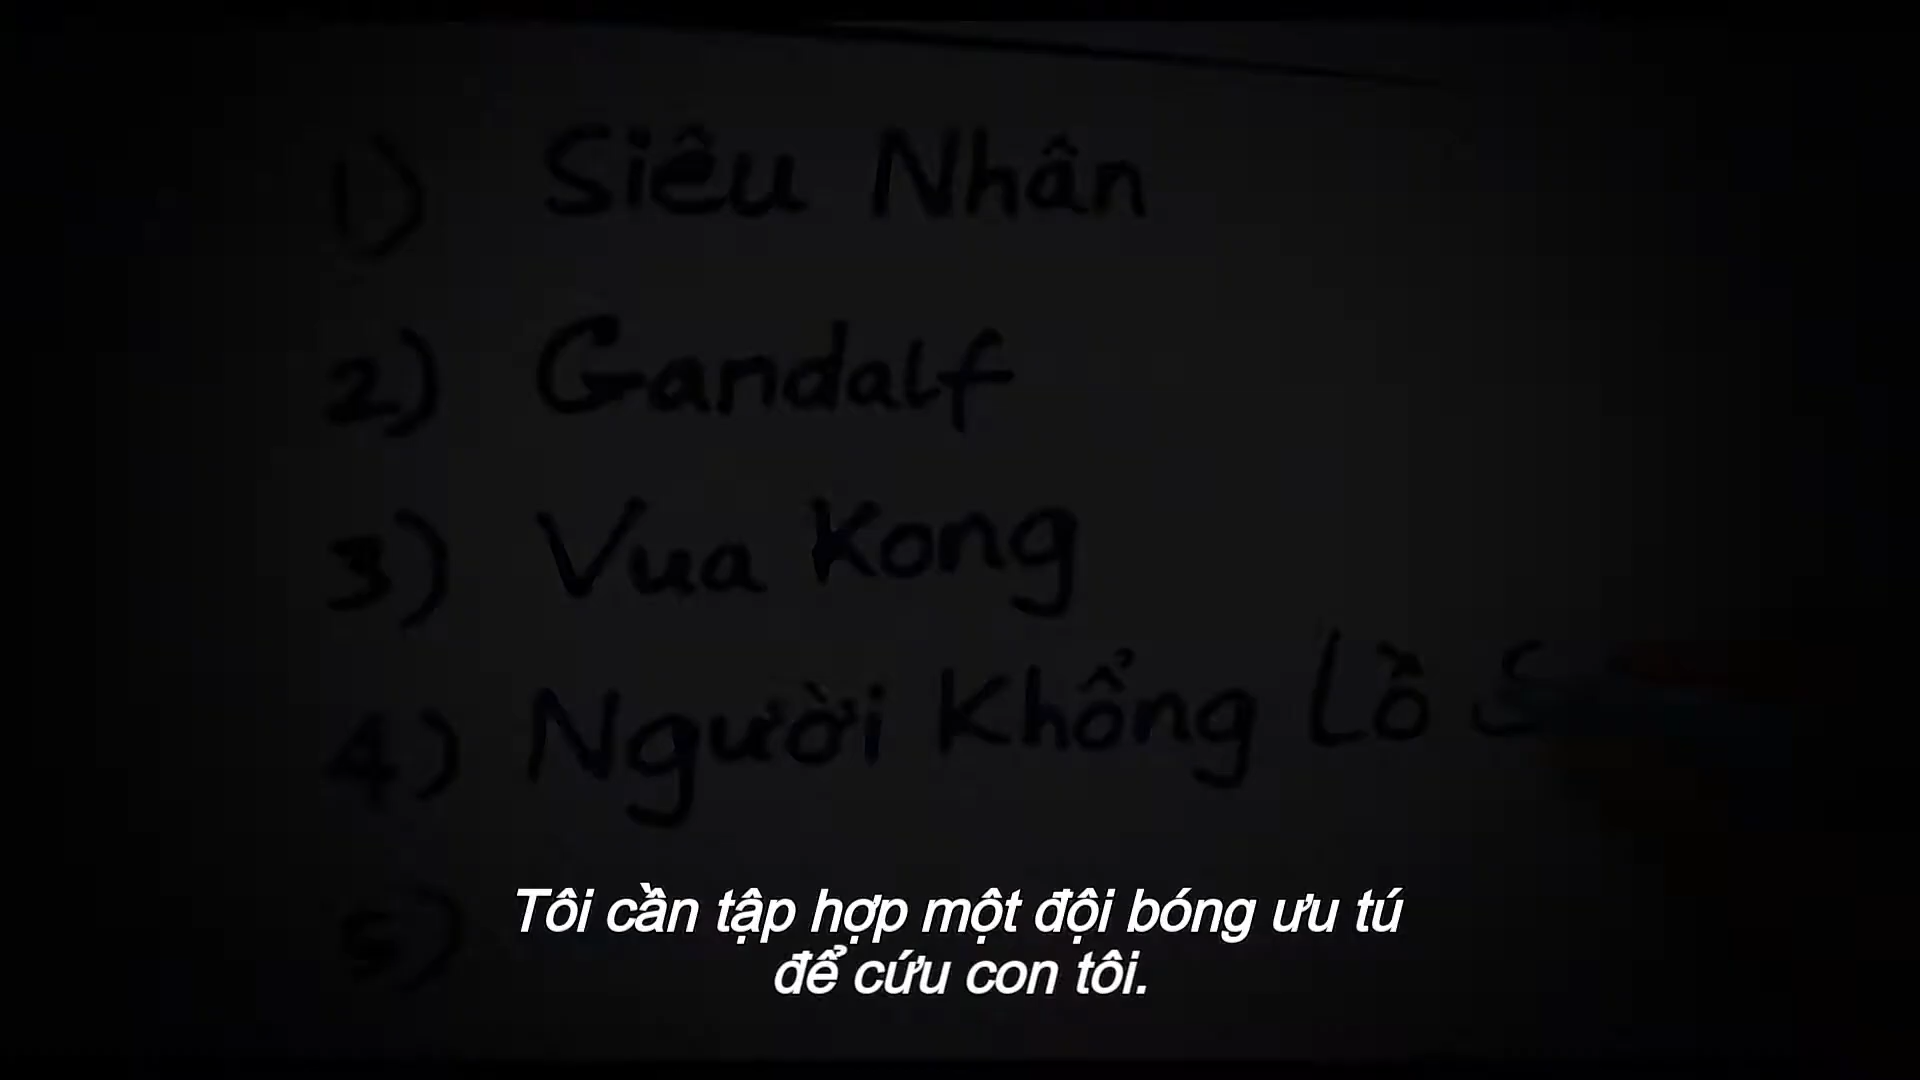 1) Siêu Nhân
2) Gandalf
3) Vua Kong
4) Người Khổng Lồ S
5)
Tôi cần tập hợp một đội bóng ưu tú
để cứu con tôi.